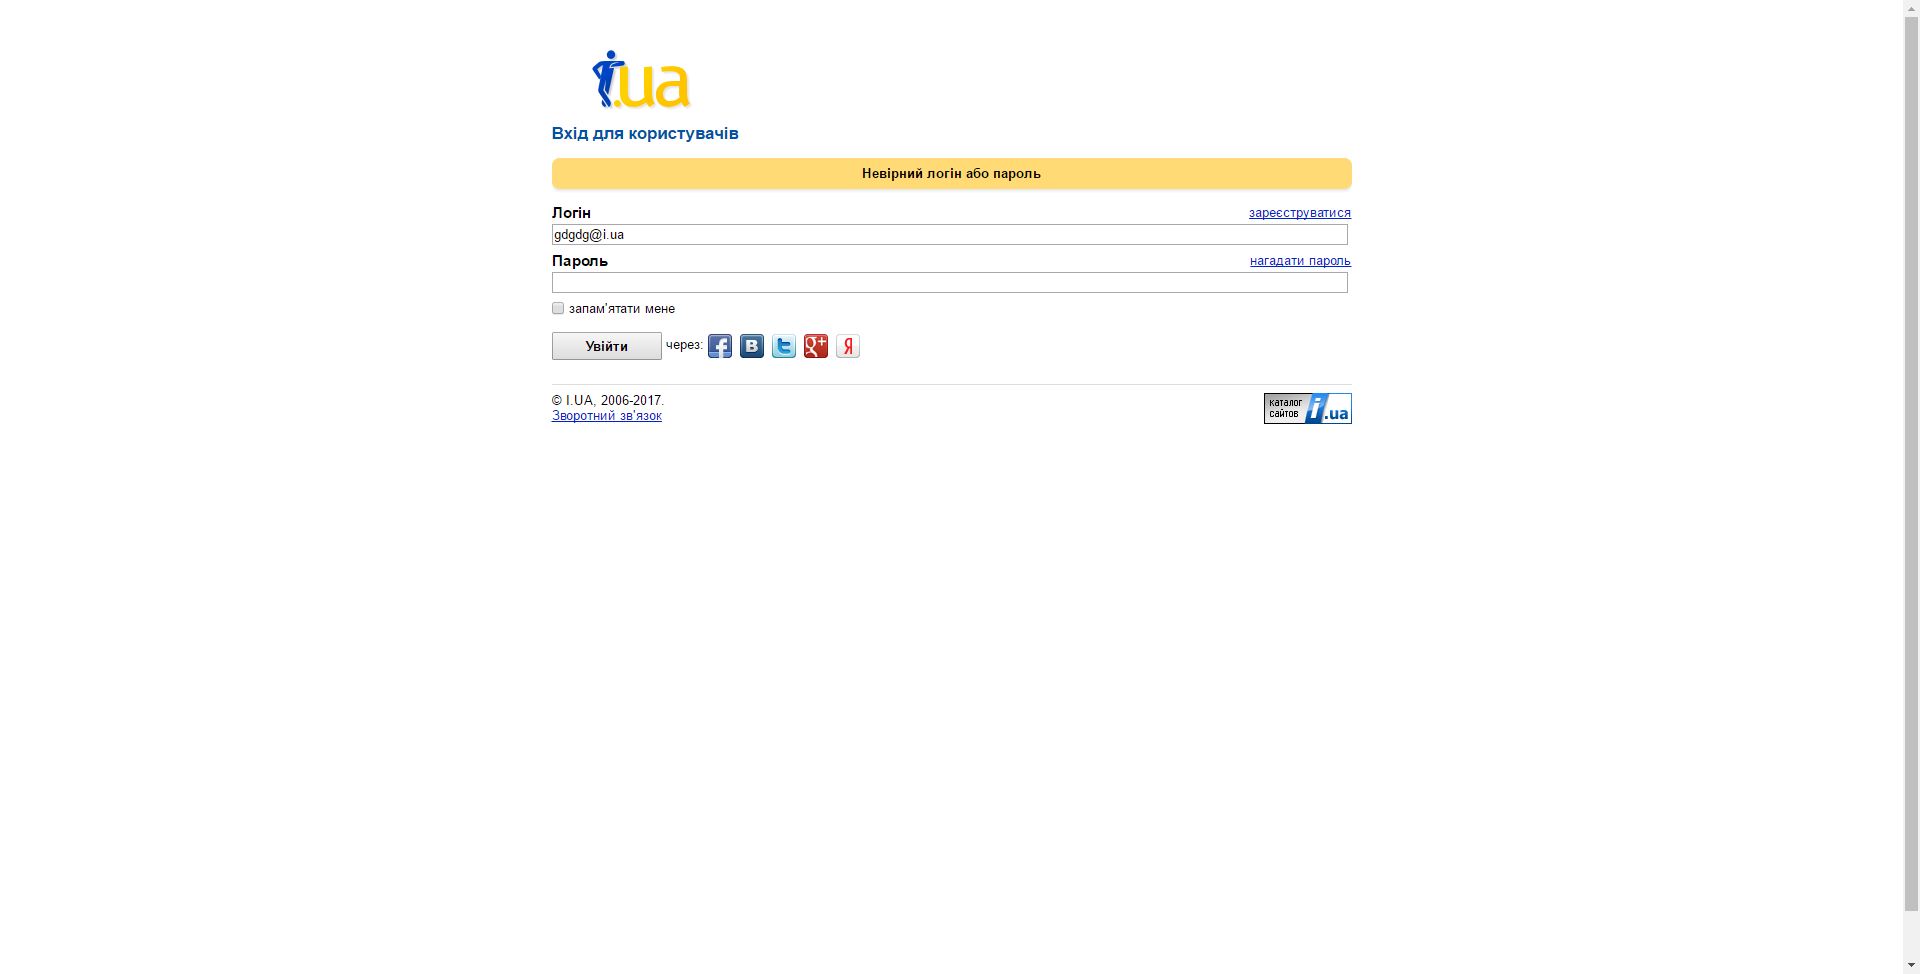 i.ua
Вхід для користувачів
Невірний логін або пароль
Логін зареєструватися
gdgdg@i.ua
Пароль нагадати пароль
запам'ятати мене
Увійти через: f B t g+ Я
© I.UA, 2006-2017.
Зворотний зв'язок
каталог
сайтов i.ua